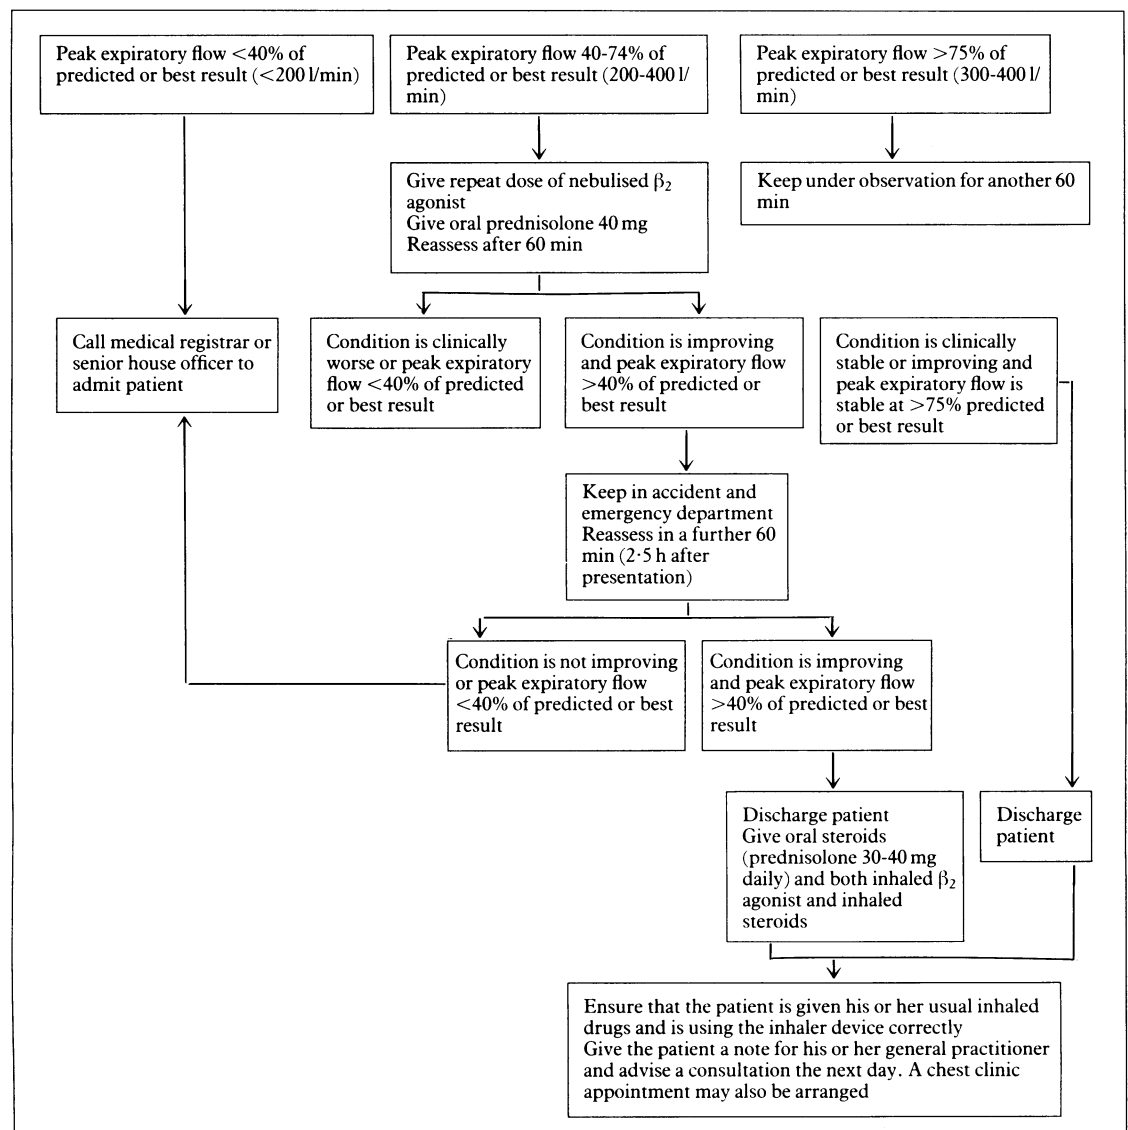 Peak expiratory flow <40% of
predicted or best result (<200 l/min)
Peak expiratory flow 40-74% of
predicted or best result (200-400 l/
min)
Peak expiratory flow >75% of
predicted or best result (300-400 l/
min)
Give repeat dose of nebulised β₂
agonist
Give oral prednisolone 40 mg
Reassess after 60 min
Keep under observation for another 60
min
Call medical registrar or
senior house officer to
admit patient
Condition is clinically
worse or peak expiratory
flow <40% of predicted
or best result
Condition is improving
and peak expiratory flow
>40% of predicted or
best result
Condition is clinically
stable or improving and
peak expiratory flow is
stable at >75% predicted
or best result
Keep in accident and
emergency department
Reassess in a further 60
min (2·5 h after
presentation)
Condition is not improving
or peak expiratory flow
<40% of predicted or best
result
Condition is improving
and peak expiratory flow
>40% of predicted or best
result
Discharge patient
Give oral steroids
(prednisolone 30-40 mg
daily) and both inhaled β₂
agonist and inhaled
steroids
Discharge
patient
Ensure that the patient is given his or her usual inhaled
drugs and is using the inhaler device correctly
Give the patient a note for his or her general practitioner
and advise a consultation the next day. A chest clinic
appointment may also be arranged